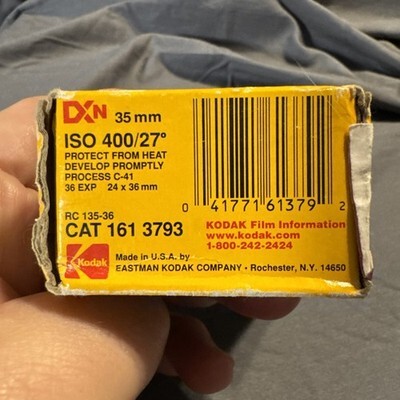 DXN 35 mm
ISO 400/27°
PROTECT FROM HEAT
DEVELOP PROMPTLY
PROCESS C-41
36 EXP 24 x 36 mm
0 41771 61379 2
RC 135-36
CAT 161 3793
KODAK Film Information
www.kodak.com
1-800-242-2424
Kodak
Made in U.S.A. by
EASTMAN KODAK COMPANY • Rochester, N.Y. 14650